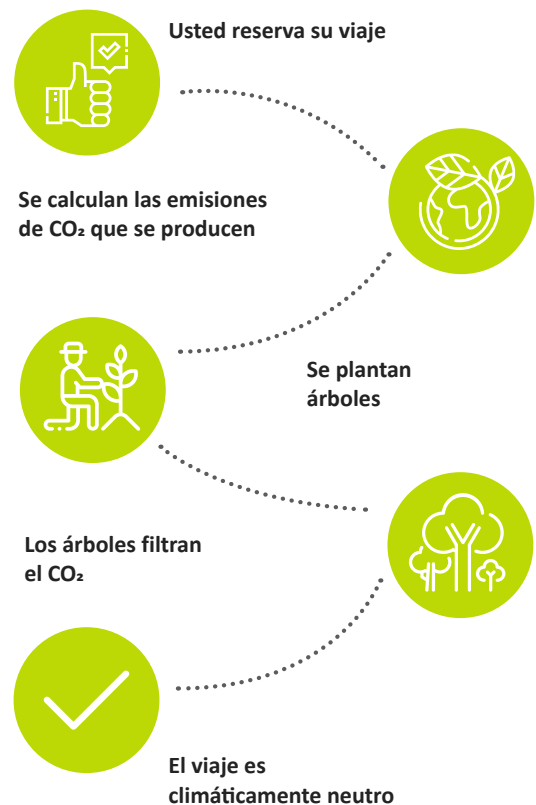 Usted reserva su viaje
Se calculan las emisiones
de CO₂ que se producen
Se plantan
árboles
Los árboles filtran
el CO₂
El viaje es
climáticamente neutro